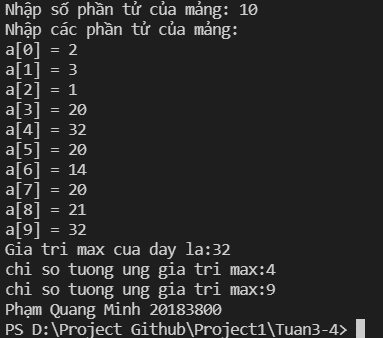 Nhập số phần tử của mảng: 10
Nhập các phần tử của mảng:
a[0] = 2
a[1] = 3
a[2] = 1
a[3] = 20
a[4] = 32
a[5] = 20
a[6] = 14
a[7] = 20
a[8] = 21
a[9] = 32
Gia tri max cua day la:32
chi so tuong ung gia tri max:4
chi so tuong ung gia tri max:9
Phạm Quang Minh 20183800
PS D:\Project Github\Project1\Tuan3-4>